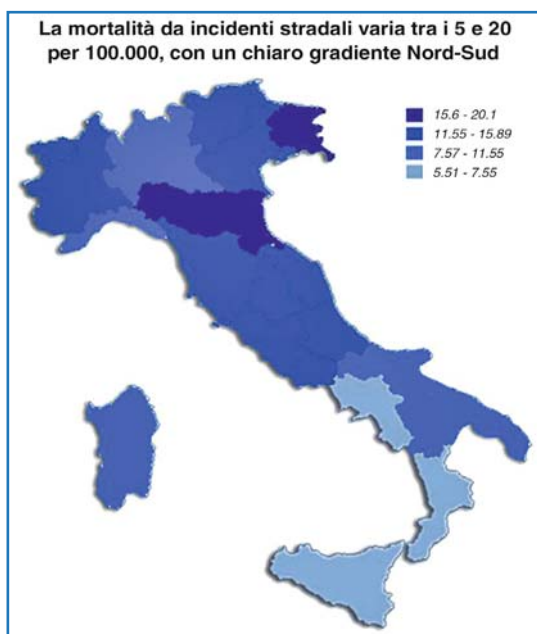 La mortalità da incidenti stradali varia tra i 5 e 20
per 100.000, con un chiaro gradiente Nord-Sud
15.6 - 20.1
11.55 - 15.89
7.57 - 11.55
5.51 - 7.55